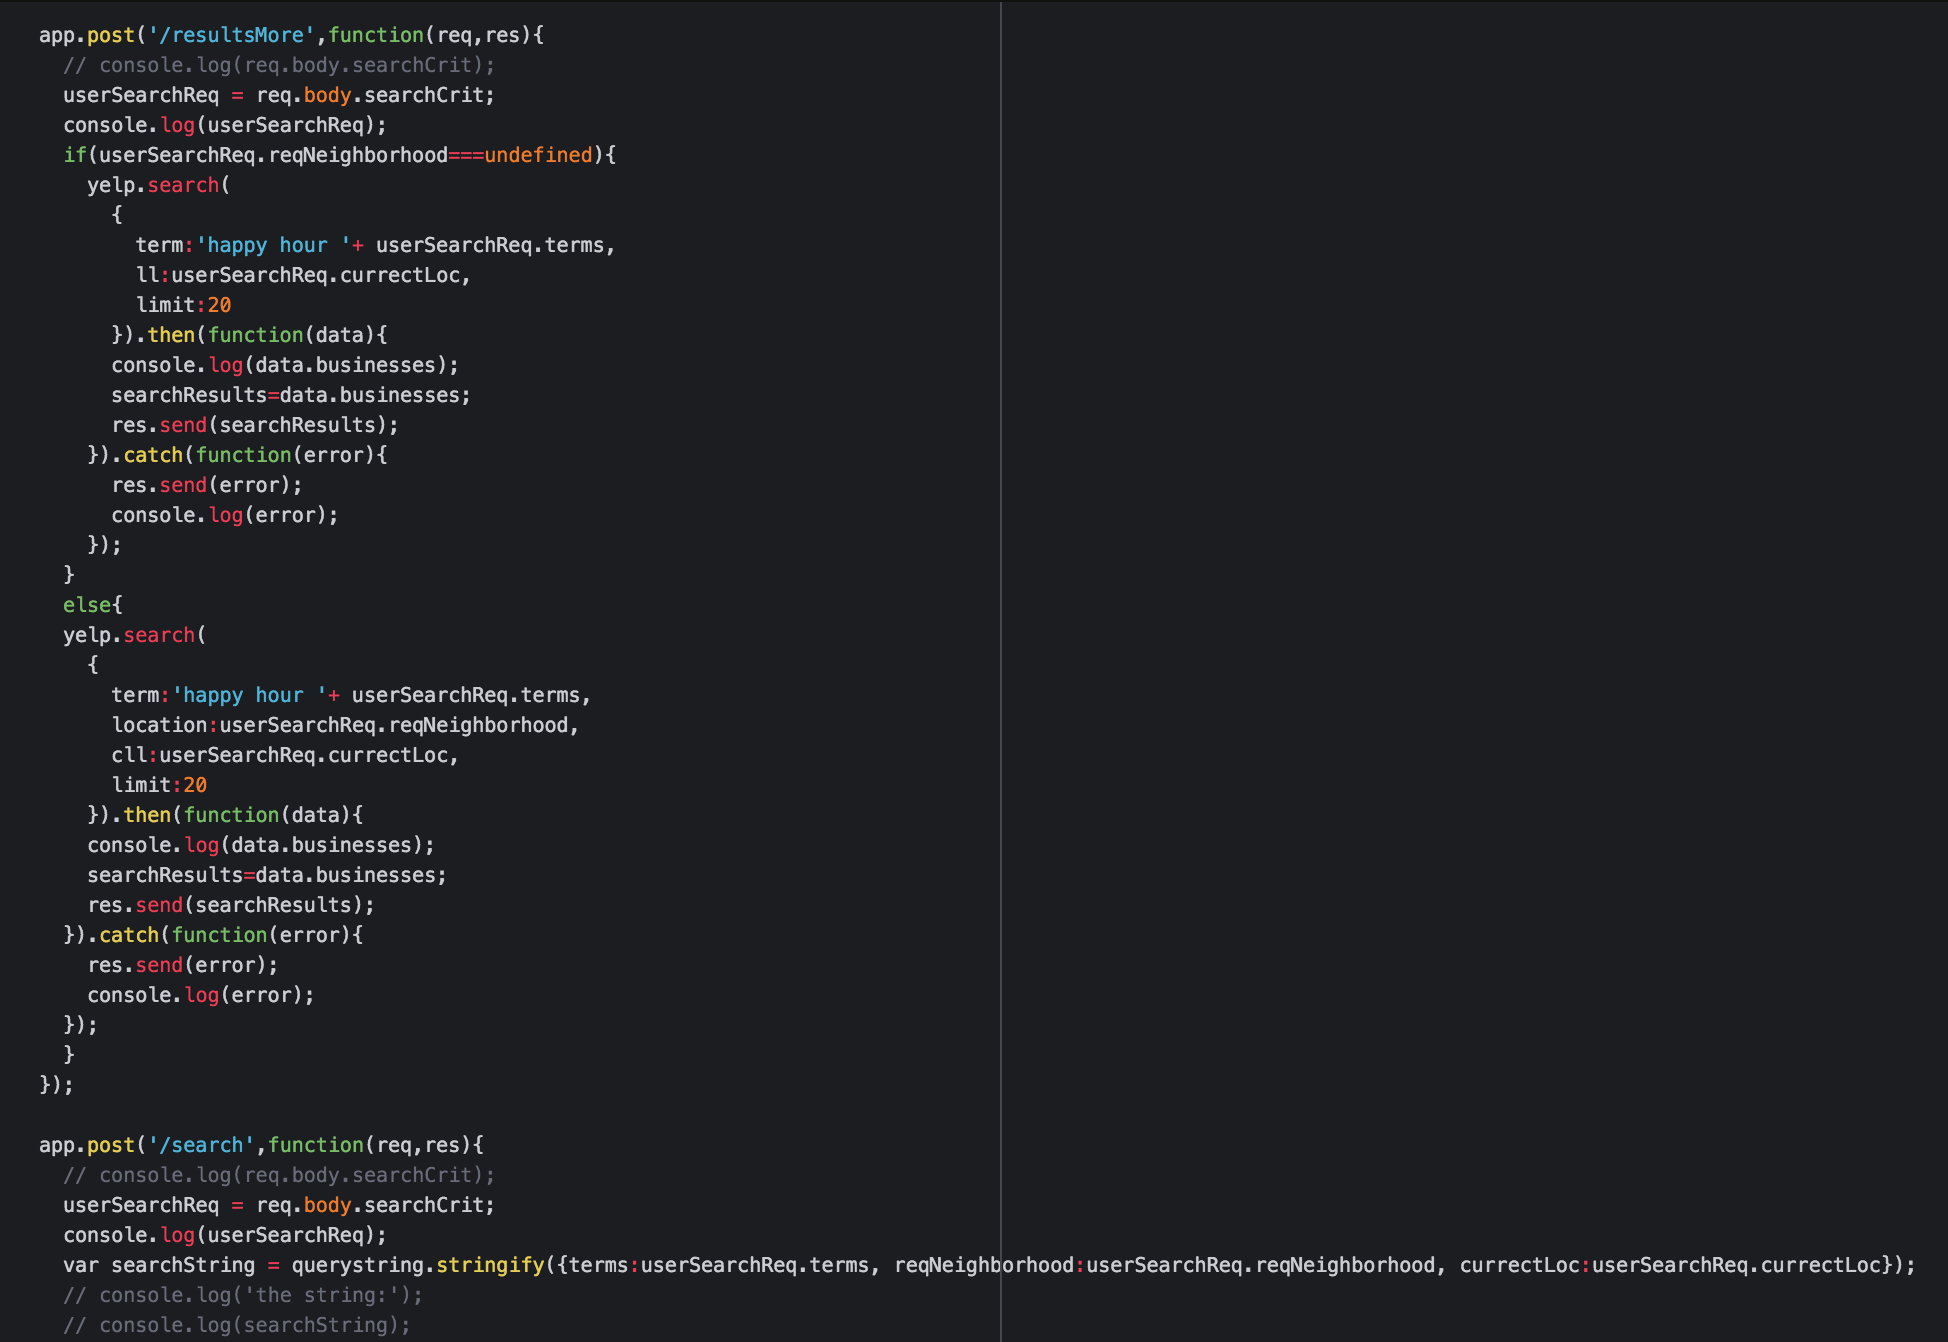 app.post('/resultsMore',function(req,res){
  // console.log(req.body.searchCrit);
  userSearchReq = req.body.searchCrit;
  console.log(userSearchReq);
  if(userSearchReq.reqNeighborhood===undefined){
    yelp.search(
      {
        term:'happy hour '+ userSearchReq.terms,
        ll:userSearchReq.currectLoc,
        limit:20
      }).then(function(data){
      console.log(data.businesses);
      searchResults=data.businesses;
      res.send(searchResults);
    }).catch(function(error){
      res.send(error);
      console.log(error);
    });
  }
  else{
  yelp.search(
    {
      term:'happy hour '+ userSearchReq.terms,
      location:userSearchReq.reqNeighborhood,
      cll:userSearchReq.currectLoc,
      limit:20
    }).then(function(data){
    console.log(data.businesses);
    searchResults=data.businesses;
    res.send(searchResults);
  }).catch(function(error){
    res.send(error);
    console.log(error);
  });
  }
});

app.post('/search',function(req,res){
  // console.log(req.body.searchCrit);
  userSearchReq = req.body.searchCrit;
  console.log(userSearchReq);
  var searchString = querystring.stringify({terms:userSearchReq.terms, reqNeighborhood:userSearchReq.reqNeighborhood, currectLoc:userSearchReq.currectLoc});
  // console.log('the string:');
  // console.log(searchString);